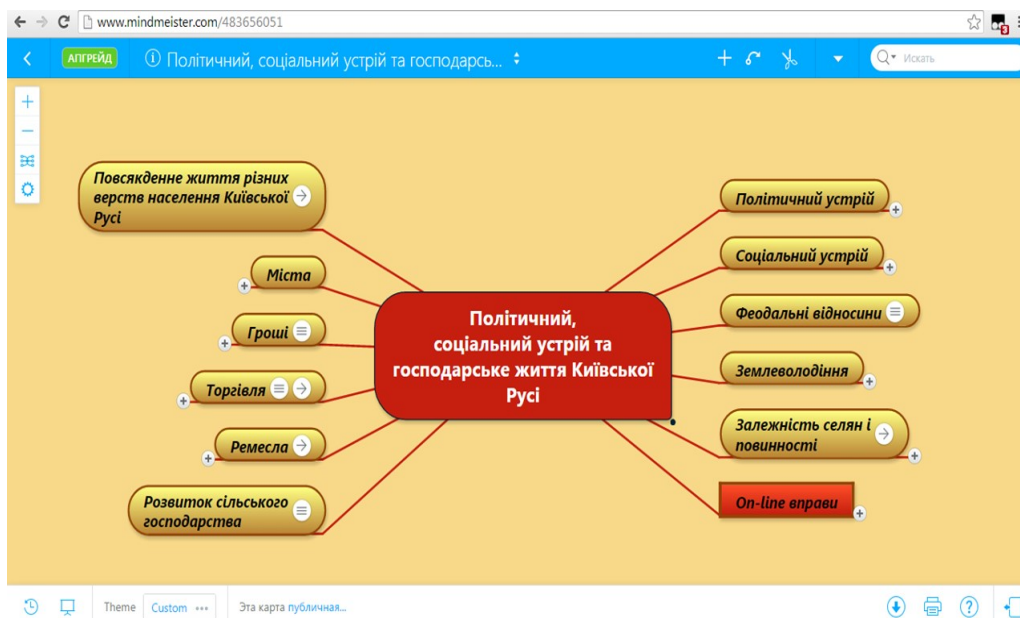 www.mindmeister.com/483656051
3
АПГРЕЙД
Політичний, соціальний устрій та господарсь...
Искать
Повсякденне життя різних
верств населення Київської
Русі
Міста
Гроші
Торгівля
Ремесла
Розвиток сільського
господарства
Політичний,
соціальний устрій та
господарське життя Київської
Русі
Політичний устрій
Соціальний устрій
Феодальні відносини
Землеволодіння
Залежність селян і
повинності
On-line вправи
Theme
Custom
Эта карта публичная...